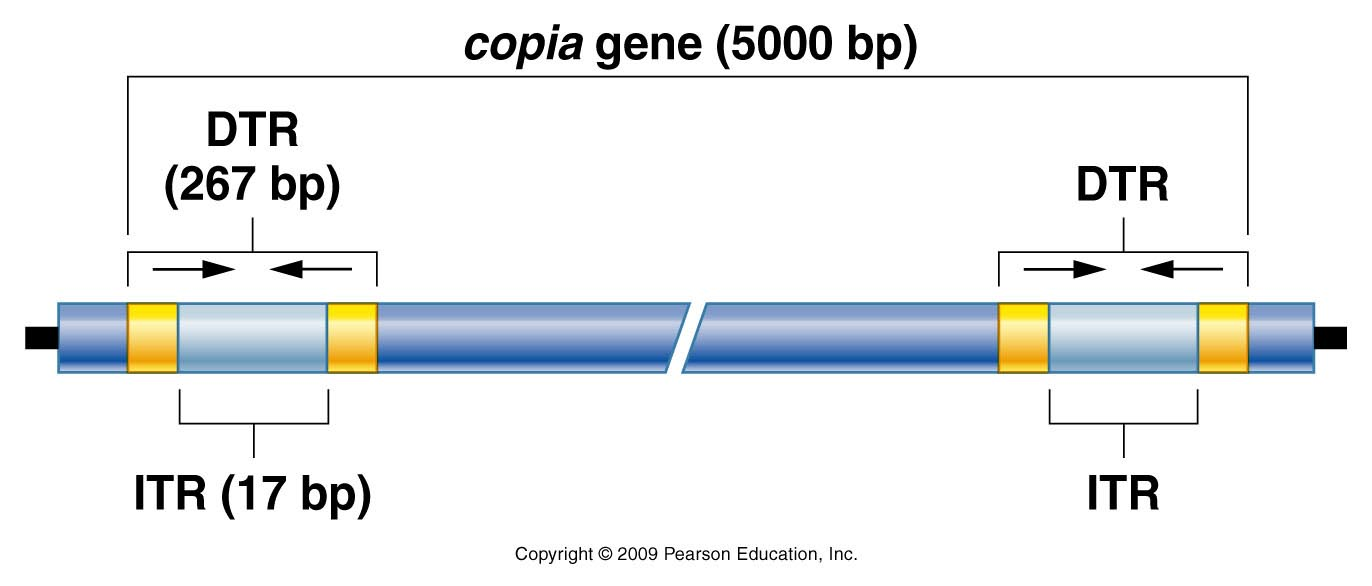 copia gene (5000 bp)
DTR
(267 bp)
DTR
ITR (17 bp)
ITR
Copyright © 2009 Pearson Education, Inc.